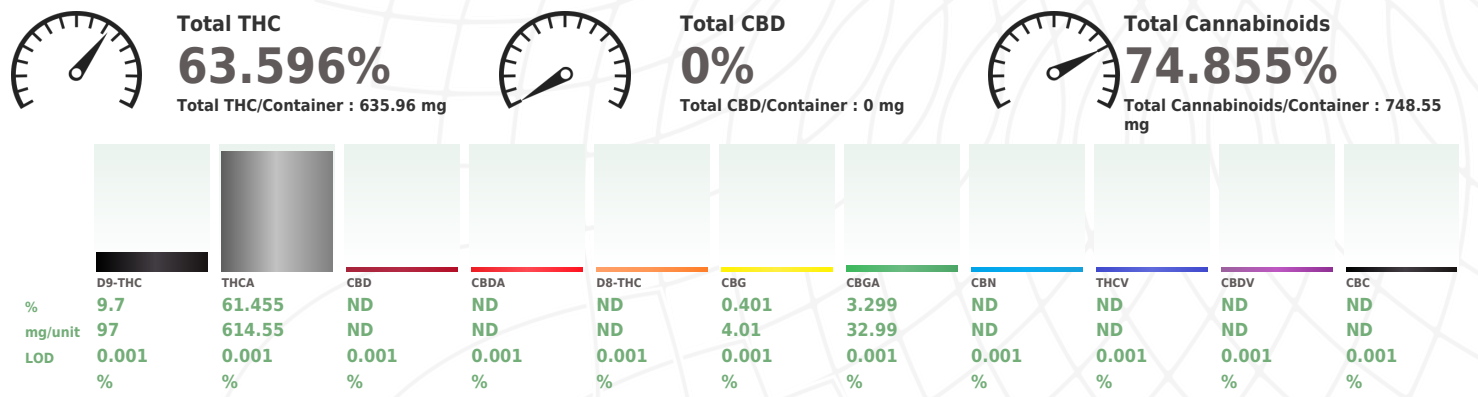 Total THC
63.596%
Total THC/Container : 635.96 mg
Total CBD
0%
Total CBD/Container : 0 mg
Total Cannabinoids
74.855%
Total Cannabinoids/Container : 748.55
mg
D9-THC THCA CBD CBDA D8-THC CBG CBGA CBN THCV CBDV CBC
% 9.7 61.455 ND ND ND 0.401 3.299 ND ND ND ND
mg/unit 97 614.55 ND ND ND 4.01 32.99 ND ND ND ND
LOD 0.001 0.001 0.001 0.001 0.001 0.001 0.001 0.001 0.001 0.001 0.001
% % % % % % % % % % %